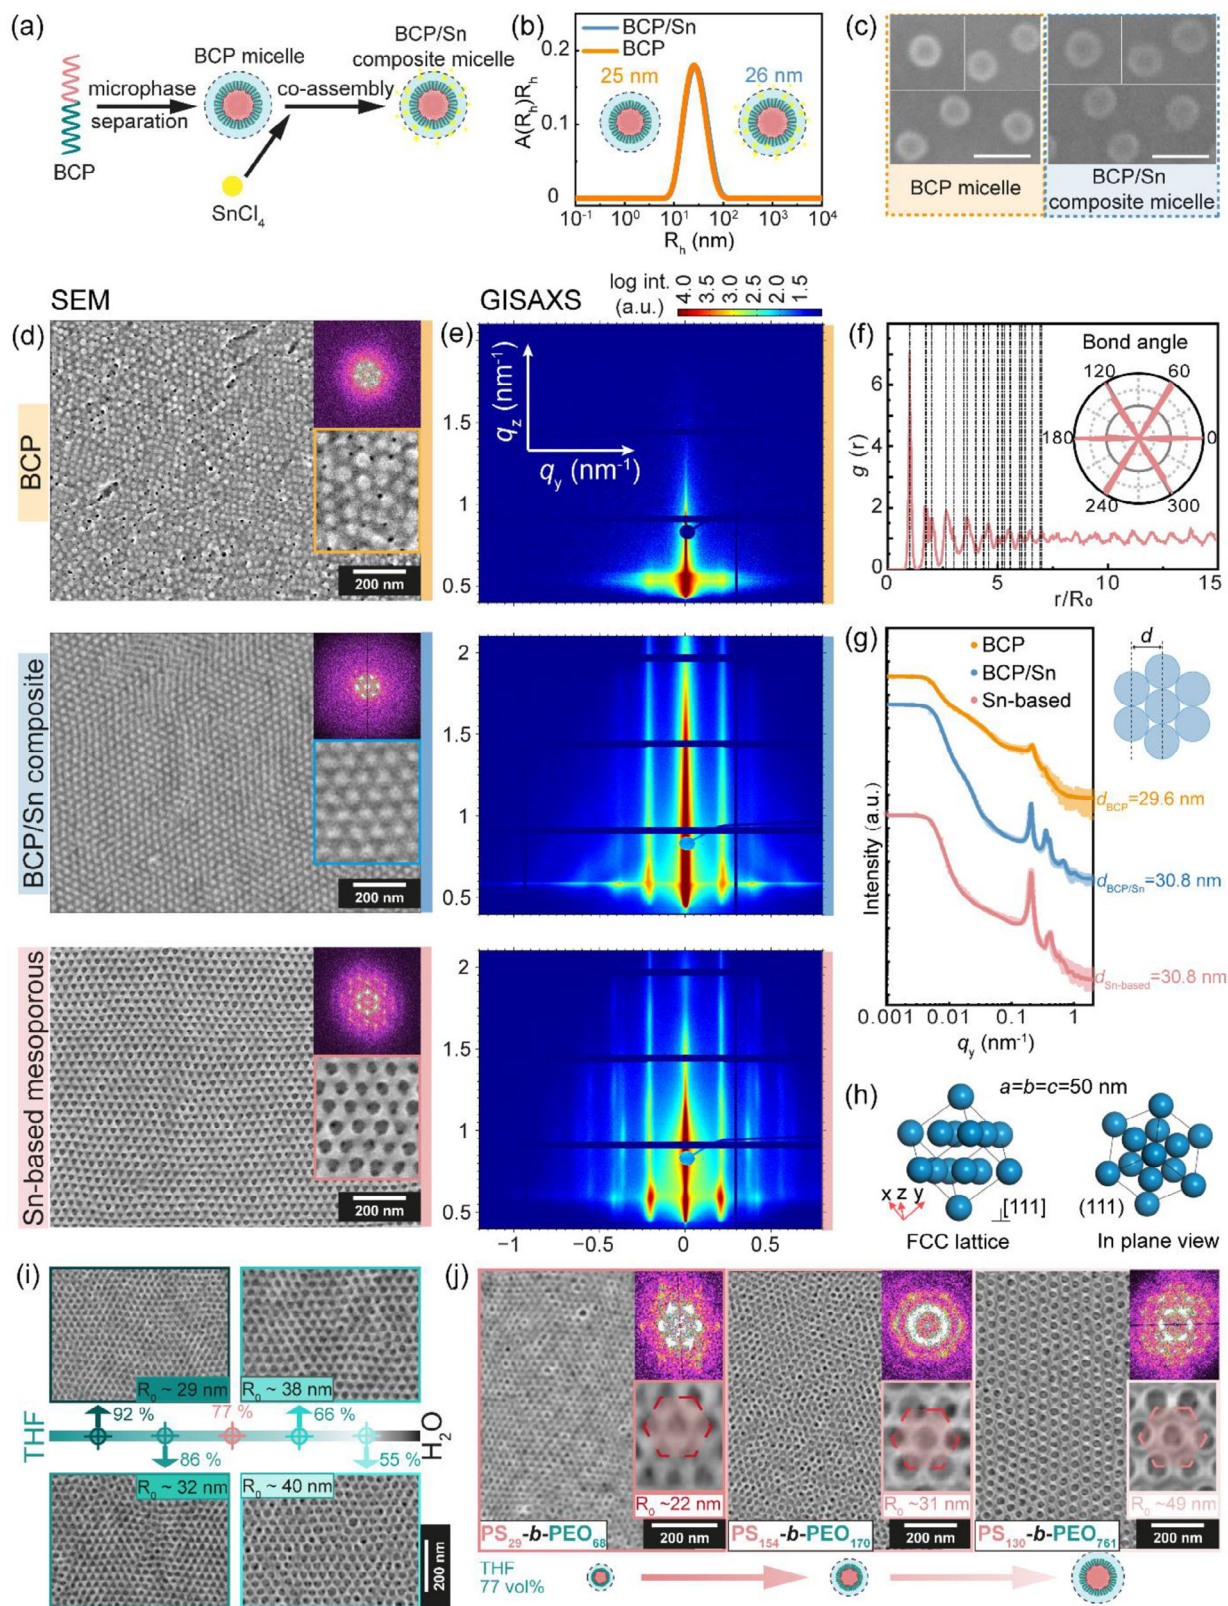 (a)
BCP micelle
BCP/Sn
composite micelle
microphase
separation
co-assembly
BCP
SnCl4
(b)
BCP/Sn
BCP
25 nm
26 nm
A(Rh)Rh
0.2
0.1
0
10⁻¹ 10⁰ 10¹ 10² 10³ 10⁴
Rh (nm)
(c)
BCP micelle
BCP/Sn
composite micelle
SEM
GISAXS
log int.
(a.u.)
4.0 3.5 3.0 2.5 2.0 1.5
(d)
BCP
200 nm
BCP/Sn composite
200 nm
Sn-based mesoporous
200 nm
(e)
qz (nm⁻¹)
qy (nm⁻¹)
2
1.5
1
0.5
2
1.5
1
0.5
2
1.5
1
0.5
−1 −0.5 0 0.5
(f)
Bond angle
120 60
180 0
240 300
g (r)
6
4
2
0
0 5 10 15
r/R0
(g)
BCP
BCP/Sn
Sn-based
d
dBCP=29.6 nm
dBCP/Sn=30.8 nm
dSn-based=30.8 nm
Intensity (a.u.)
0.001 0.01 0.1 1
qy (nm⁻¹)
(h)
a=b=c=50 nm
x z y
[111]
(111)
FCC lattice
In plane view
(i)
R0 ~ 29 nm
R0 ~ 38 nm
THF
92 %
77 %
66 %
86 %
55 %
H2O
R0 ~ 32 nm
R0 ~ 40 nm
200 nm
(j)
R0 ~22 nm
R0 ~31 nm
R0 ~49 nm
PS29-b-PEO68
200 nm
PS154-b-PEO170
200 nm
PS130-b-PEO761
200 nm
THF
77 vol%